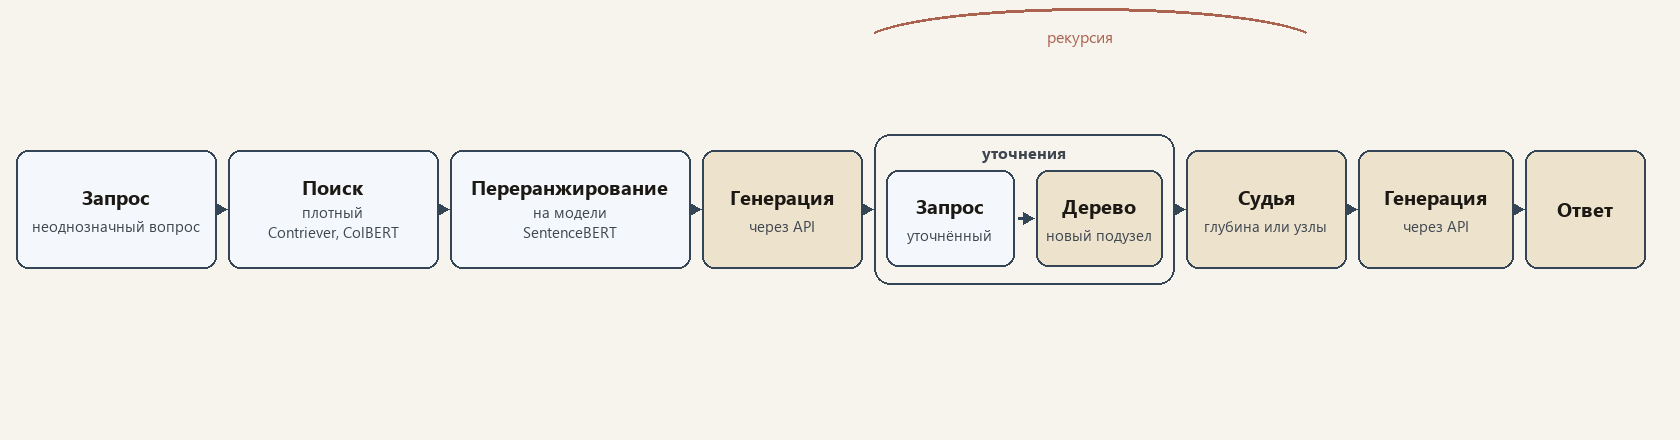 рекурсия
Запрос
неоднозначный вопрос
Поиск
плотный
Contriever, ColBERT
Переранжирование
на модели
SentenceBERT
Генерация
через API
уточнения
Запрос
уточнённый
Дерево
новый подузел
Судья
глубина или узлы
Генерация
через API
Ответ